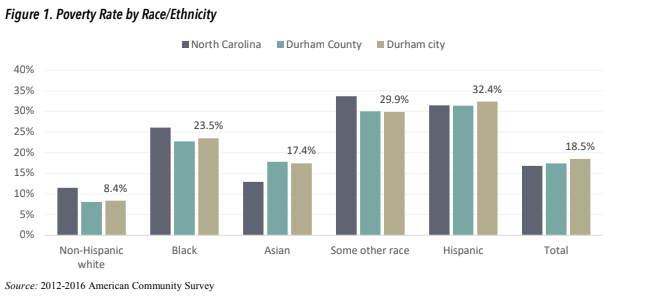 Figure 1. Poverty Rate by Race/Ethnicity
North Carolina Durham County Durham city
40%
35%
30%
25%
20%
15%
10%
5%
0%
8.4%
23.5%
17.4%
29.9%
32.4%
18.5%
Non-Hispanic
white
Black
Asian
Some other race
Hispanic
Total
Source: 2012-2016 American Community Survey